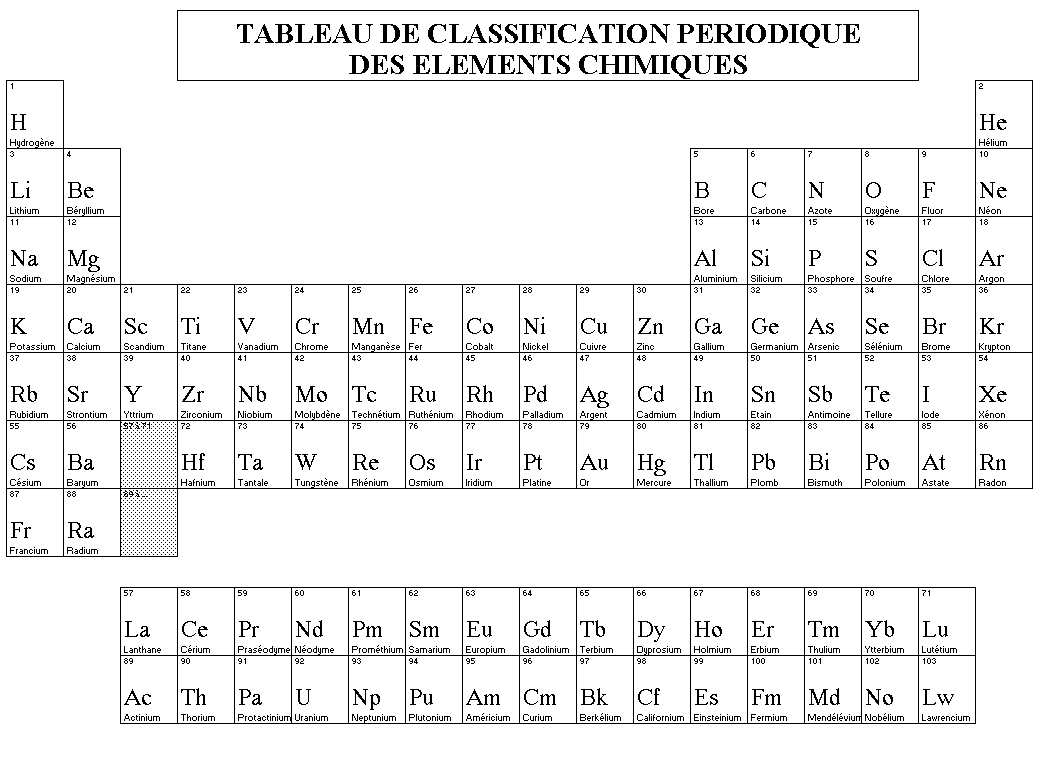 TABLEAU DE CLASSIFICATION PERIODIQUE
DES ELEMENTS CHIMIQUES
1 2
H He
Hydrogène Hélium
3 4 5 6 7 8 9 10
Li Be B C N O F Ne
Lithium Béryllium Bore Carbone Azote Oxygène Fluor Néon
11 12 13 14 15 16 17 18
Na Mg Al Si P S Cl Ar
Sodium Magnésium Aluminium Silicium Phosphore Soufre Chlore Argon
19 20 21 22 23 24 25 26 27 28 29 30 31 32 33 34 35 36
K Ca Sc Ti V Cr Mn Fe Co Ni Cu Zn Ga Ge As Se Br Kr
Potassium Calcium Scandium Titane Vanadium Chrome Manganèse Fer Cobalt Nickel Cuivre Zinc Gallium Germanium Arsenic Sélénium Brome Krypton
37 38 39 40 41 42 43 44 45 46 47 48 49 50 51 52 53 54
Rb Sr Y Zr Nb Mo Tc Ru Rh Pd Ag Cd In Sn Sb Te I Xe
Rubidium Strontium Yttrium Zirconium Niobium Molybdène Technétium Ruthénium Rhodium Palladium Argent Cadmium Indium Etain Antimoine Tellure Iode Xénon
55 56 57 à 71 72 73 74 75 76 77 78 79 80 81 82 83 84 85 86
Cs Ba Hf Ta W Re Os Ir Pt Au Hg Tl Pb Bi Po At Rn
Césium Baryum Hafnium Tantale Tungstène Rhénium Osmium Iridium Platine Or Mercure Thallium Plomb Bismuth Polonium Astate Radon
87 88 89 à ...
Fr Ra
Francium Radium
57 58 59 60 61 62 63 64 65 66 67 68 69 70 71
La Ce Pr Nd Pm Sm Eu Gd Tb Dy Ho Er Tm Yb Lu
Lanthane Cérium Praséodyme Néodyme Prométhium Samarium Europium Gadolinium Terbium Dyprosium Holmium Erbium Thulium Ytterbium Lutétium
89 90 91 92 93 94 95 96 97 98 99 100 101 102 103
Ac Th Pa U Np Pu Am Cm Bk Cf Es Fm Md No Lw
Actinium Thorium Protactinium Uranium Neptunium Plutonium Américium Curium Berkélium Californium Einsteinium Fermium Mendélévium Nobélium Lawrencium